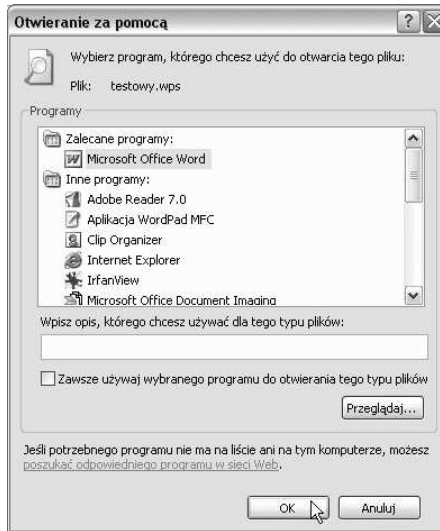 Otwieranie za pomocą
Wybierz program, którego chcesz użyć do otwarcia tego pliku:
Plik: testowy.wps
Programy
Zalecane programy:
Microsoft Office Word
Inne programy:
Adobe Reader 7.0
Aplikacja WordPad MFC
Clip Organizer
Internet Explorer
IrfanView
Microsoft Office Document Imaging
Wpisz opis, którego chcesz używać dla tego typu plików:
Zawsze używaj wybranego programu do otwierania tego typu plików
Przeglądaj...
Jeśli potrzebnego programu nie ma na liście ani na tym komputerze, możesz
poszukać odpowiedniego programu w sieci Web.
OK Anuluj